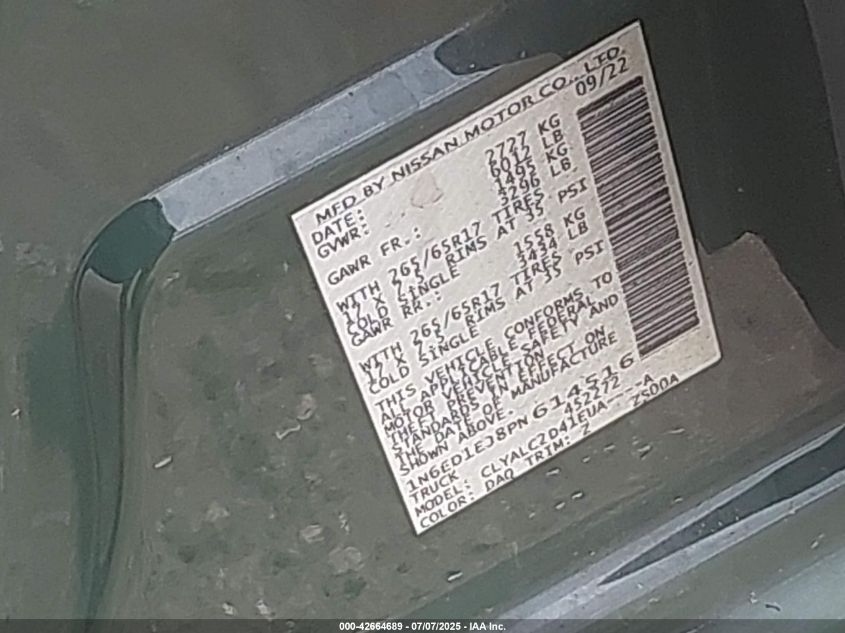 MFD BY NISSAN MOTOR CO., LTD.
DATE: 09/22
GVWR: 2727 KG
6012 LB
GAWR FR.: 1495 KG
3296 LB
WITH 265/65R17 TIRES
17 X 7.5 RIMS AT 35 PSI
COLD SINGLE
GAWR RR.: 1558 KG
3434 LB
WITH 265/65R17 TIRES
17 X 7.5 RIMS AT 35 PSI
COLD SINGLE
THIS VEHICLE CONFORMS TO
ALL APPLICABLE FEDERAL
MOTOR VEHICLE SAFETY AND
THEFT PREVENTION
STANDARDS IN EFFECT ON
THE DATE OF MANUFACTURE
SHOWN ABOVE.
1N6ED1EJ8PN614516
TRUCK 452272
MODEL: CLYALC2D41EUA----A
COLOR: DAQ TRIM: Z ZS00A
000-42664689 - 07/07/2025 - IAA Inc.